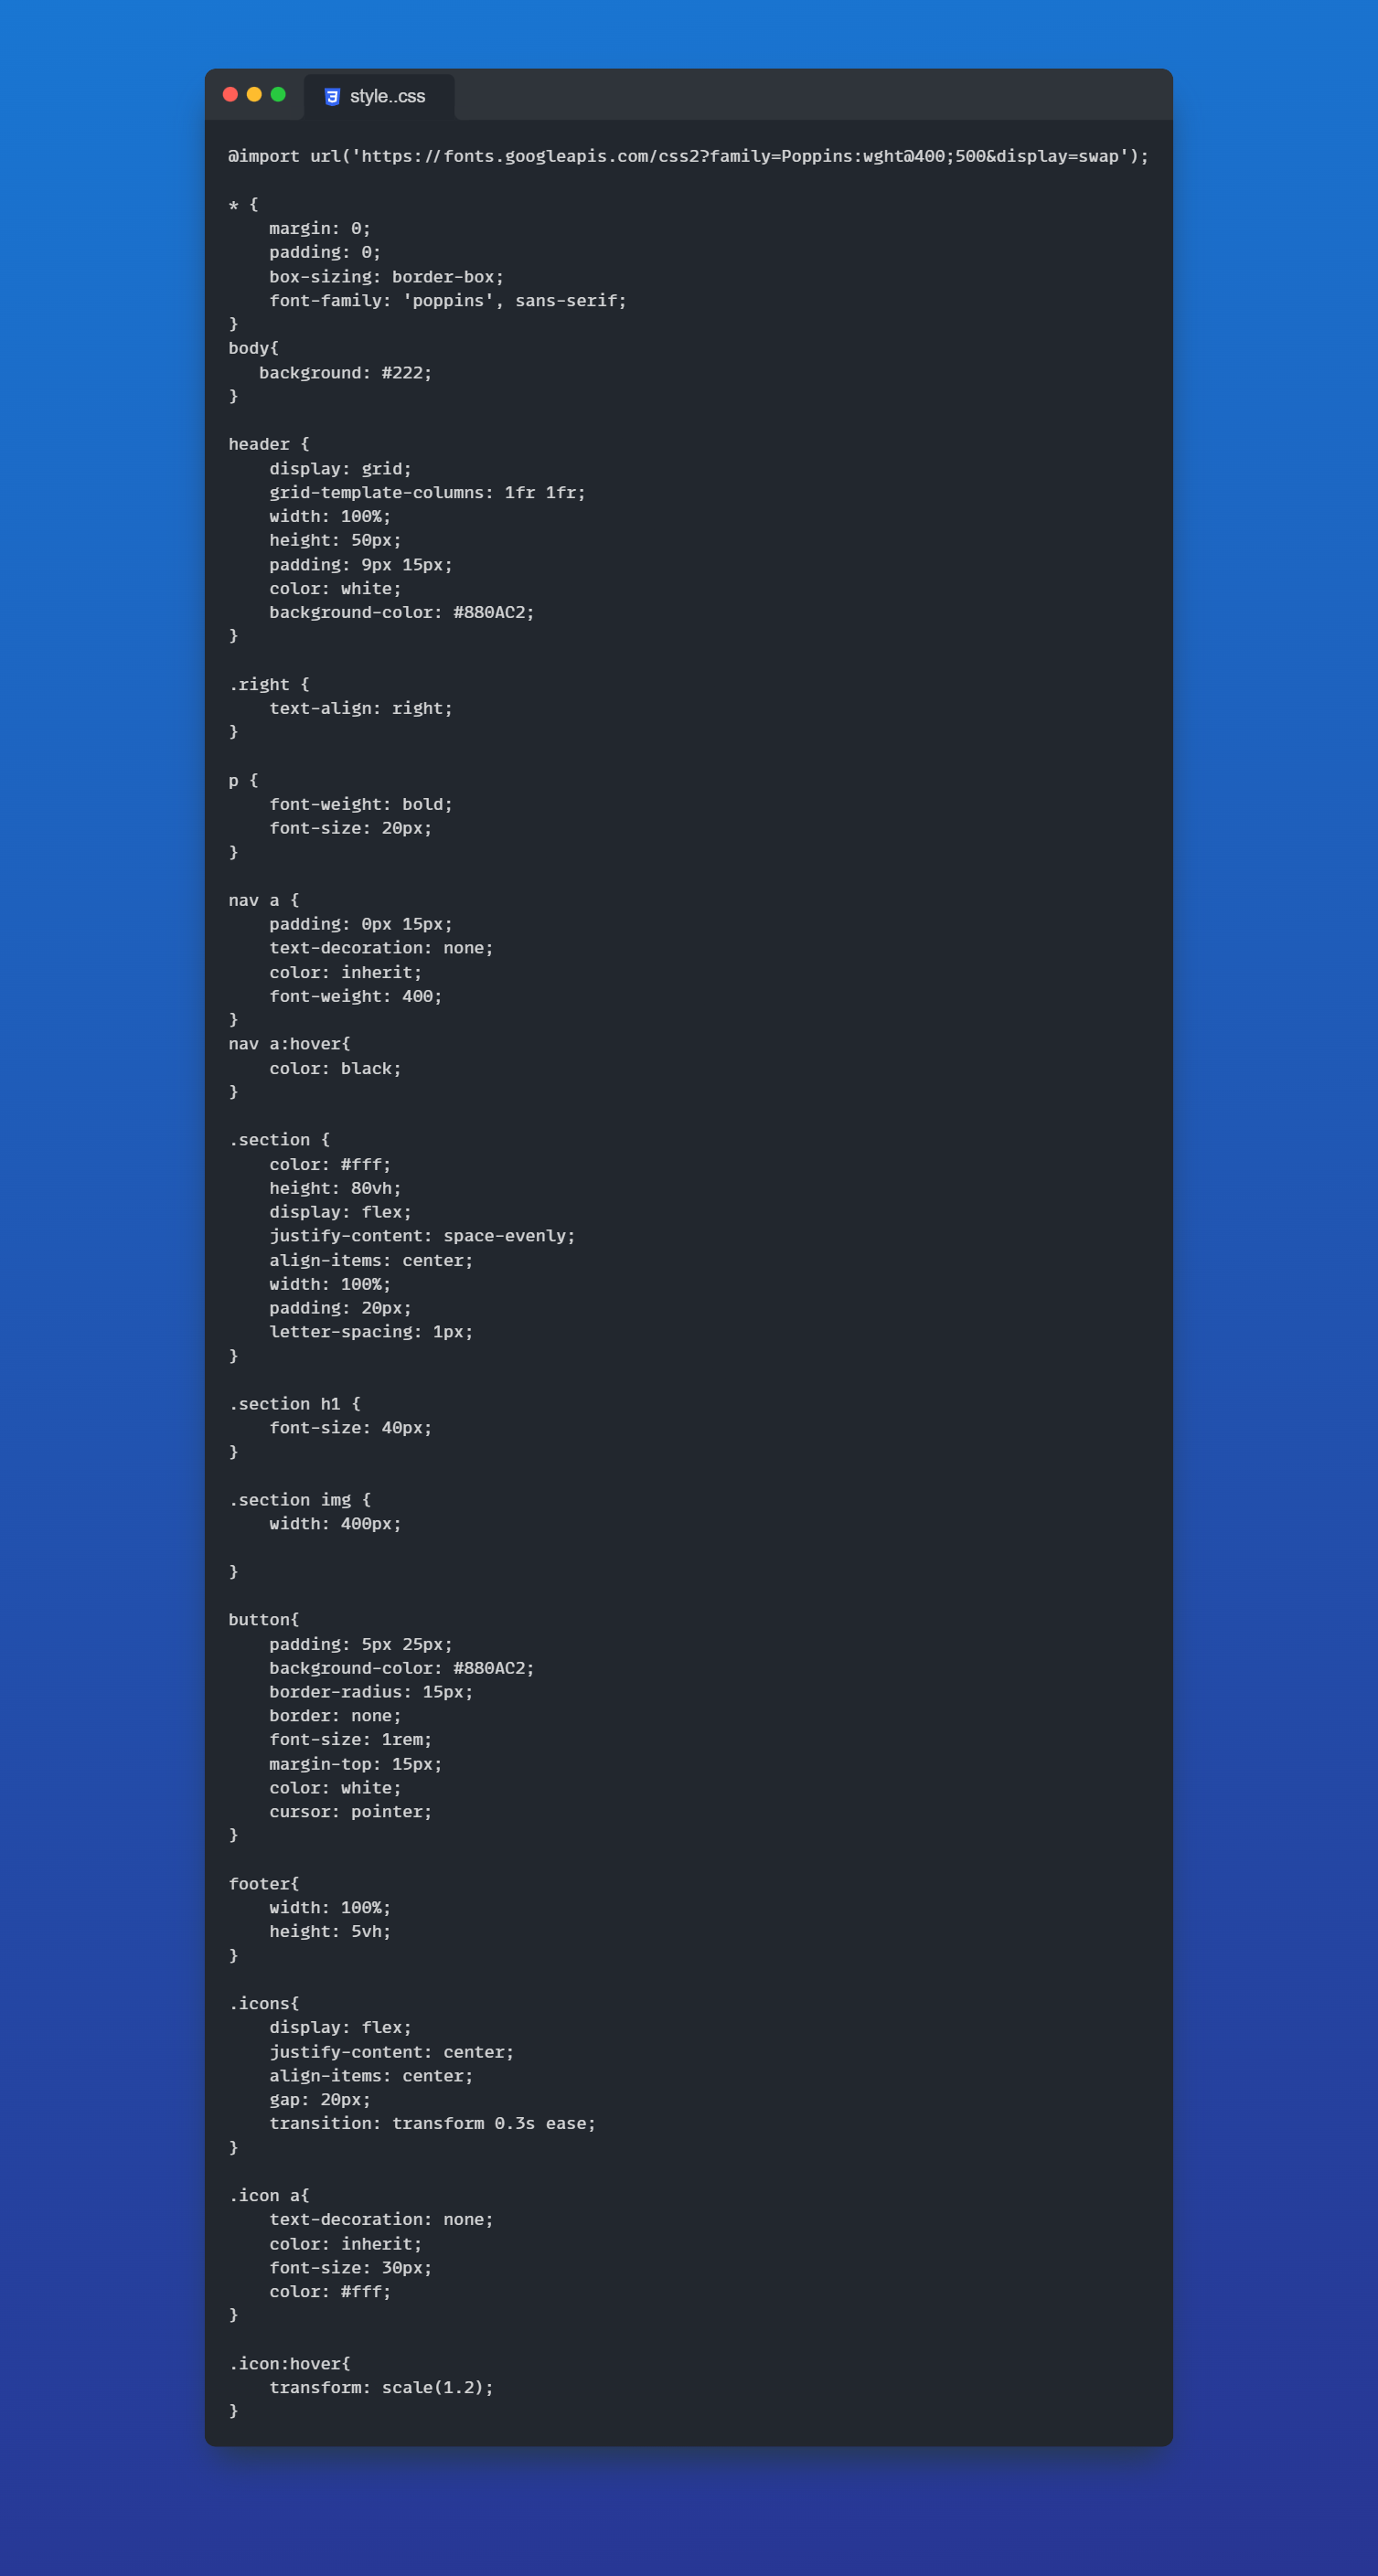 style..css
@import url('https://fonts.googleapis.com/css2?family=Poppins:wght@400;500&display=swap');
* {
    margin: 0;
    padding: 0;
    box-sizing: border-box;
    font-family: 'poppins', sans-serif;
}
body{
   background: #222;
}
header {
    display: grid;
    grid-template-columns: 1fr 1fr;
    width: 100%;
    height: 50px;
    padding: 9px 15px;
    color: white;
    background-color: #880AC2;
}
.right {
    text-align: right;
}
p {
    font-weight: bold;
    font-size: 20px;
}
nav a {
    padding: 0px 15px;
    text-decoration: none;
    color: inherit;
    font-weight: 400;
}
nav a:hover{
    color: black;
}
.section {
    color: #fff;
    height: 80vh;
    display: flex;
    justify-content: space-evenly;
    align-items: center;
    width: 100%;
    padding: 20px;
    letter-spacing: 1px;
}
.section h1 {
    font-size: 40px;
}
.section img {
    width: 400px;
}
button{
    padding: 5px 25px;
    background-color: #880AC2;
    border-radius: 15px;
    border: none;
    font-size: 1rem;
    margin-top: 15px;
    color: white;
    cursor: pointer;
}
footer{
    width: 100%;
    height: 5vh;
}
.icons{
    display: flex;
    justify-content: center;
    align-items: center;
    gap: 20px;
    transition: transform 0.3s ease;
}
.icon a{
    text-decoration: none;
    color: inherit;
    font-size: 30px;
    color: #fff;
}
.icon:hover{
    transform: scale(1.2);
}